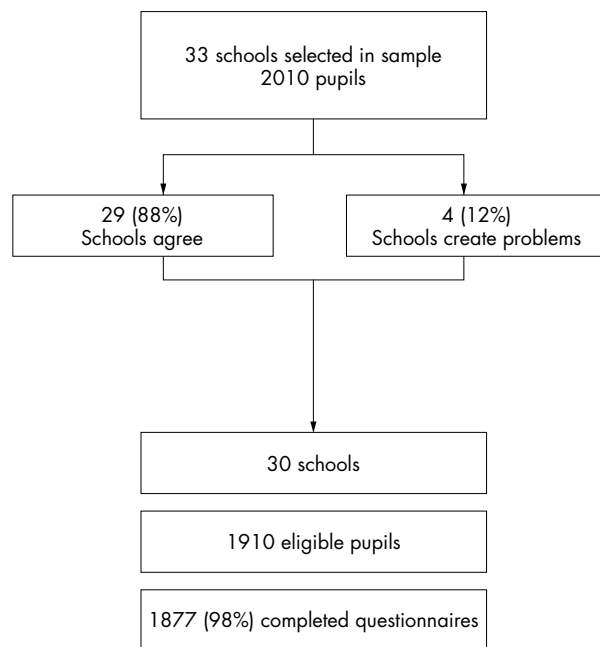 33 schools selected in sample
2010 pupils
29 (88%)
Schools agree
4 (12%)
Schools create problems
30 schools
1910 eligible pupils
1877 (98%) completed questionnaires